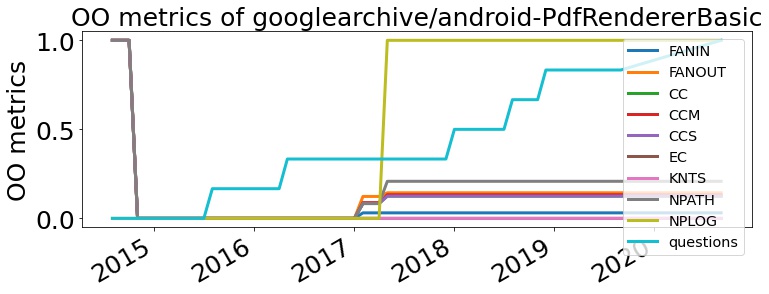 OO metrics of googlearchive/android-PdfRendererBasic
OO metrics
1.0
0.5
0.0
2015
2016
2017
2018
2019
2020
FANIN
FANOUT
CC
CCM
CCS
EC
KNTS
NPATH
NPLOG
questions